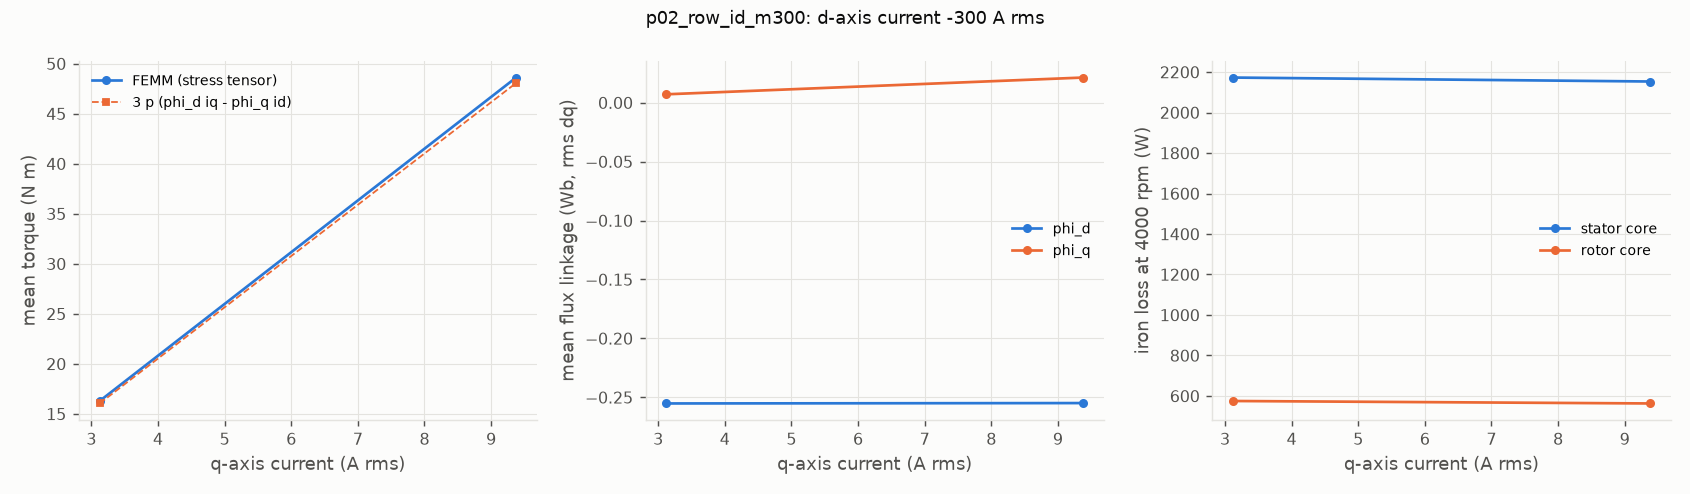 p02_row_id_m300: d-axis current -300 A rms
mean torque (N m)
50
45
40
35
30
25
20
15
FEMM (stress tensor)
3 p (phi_d iq - phi_q id)
3 4 5 6 7 8 9
q-axis current (A rms)
mean flux linkage (Wb, rms dq)
0.00
−0.05
−0.10
−0.15
−0.20
−0.25
phi_d
phi_q
3 4 5 6 7 8 9
q-axis current (A rms)
iron loss at 4000 rpm (W)
2200
2000
1800
1600
1400
1200
1000
800
600
stator core
rotor core
3 4 5 6 7 8 9
q-axis current (A rms)